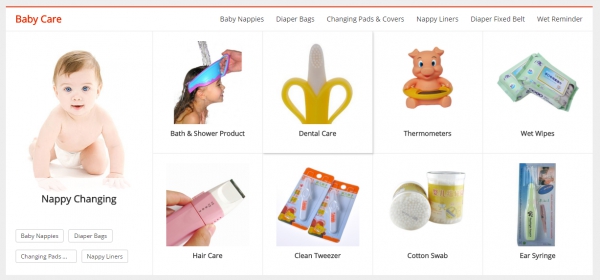 Baby Care
Baby Nappies Diaper Bags Changing Pads & Covers Nappy Liners Diaper Fixed Belt Wet Reminder
Nappy Changing
Baby Nappies Diaper Bags
Changing Pads ... Nappy Liners
Bath & Shower Product Dental Care Thermometers Wet Wipes
Hair Care Clean Tweezer Cotton Swab Ear Syringe